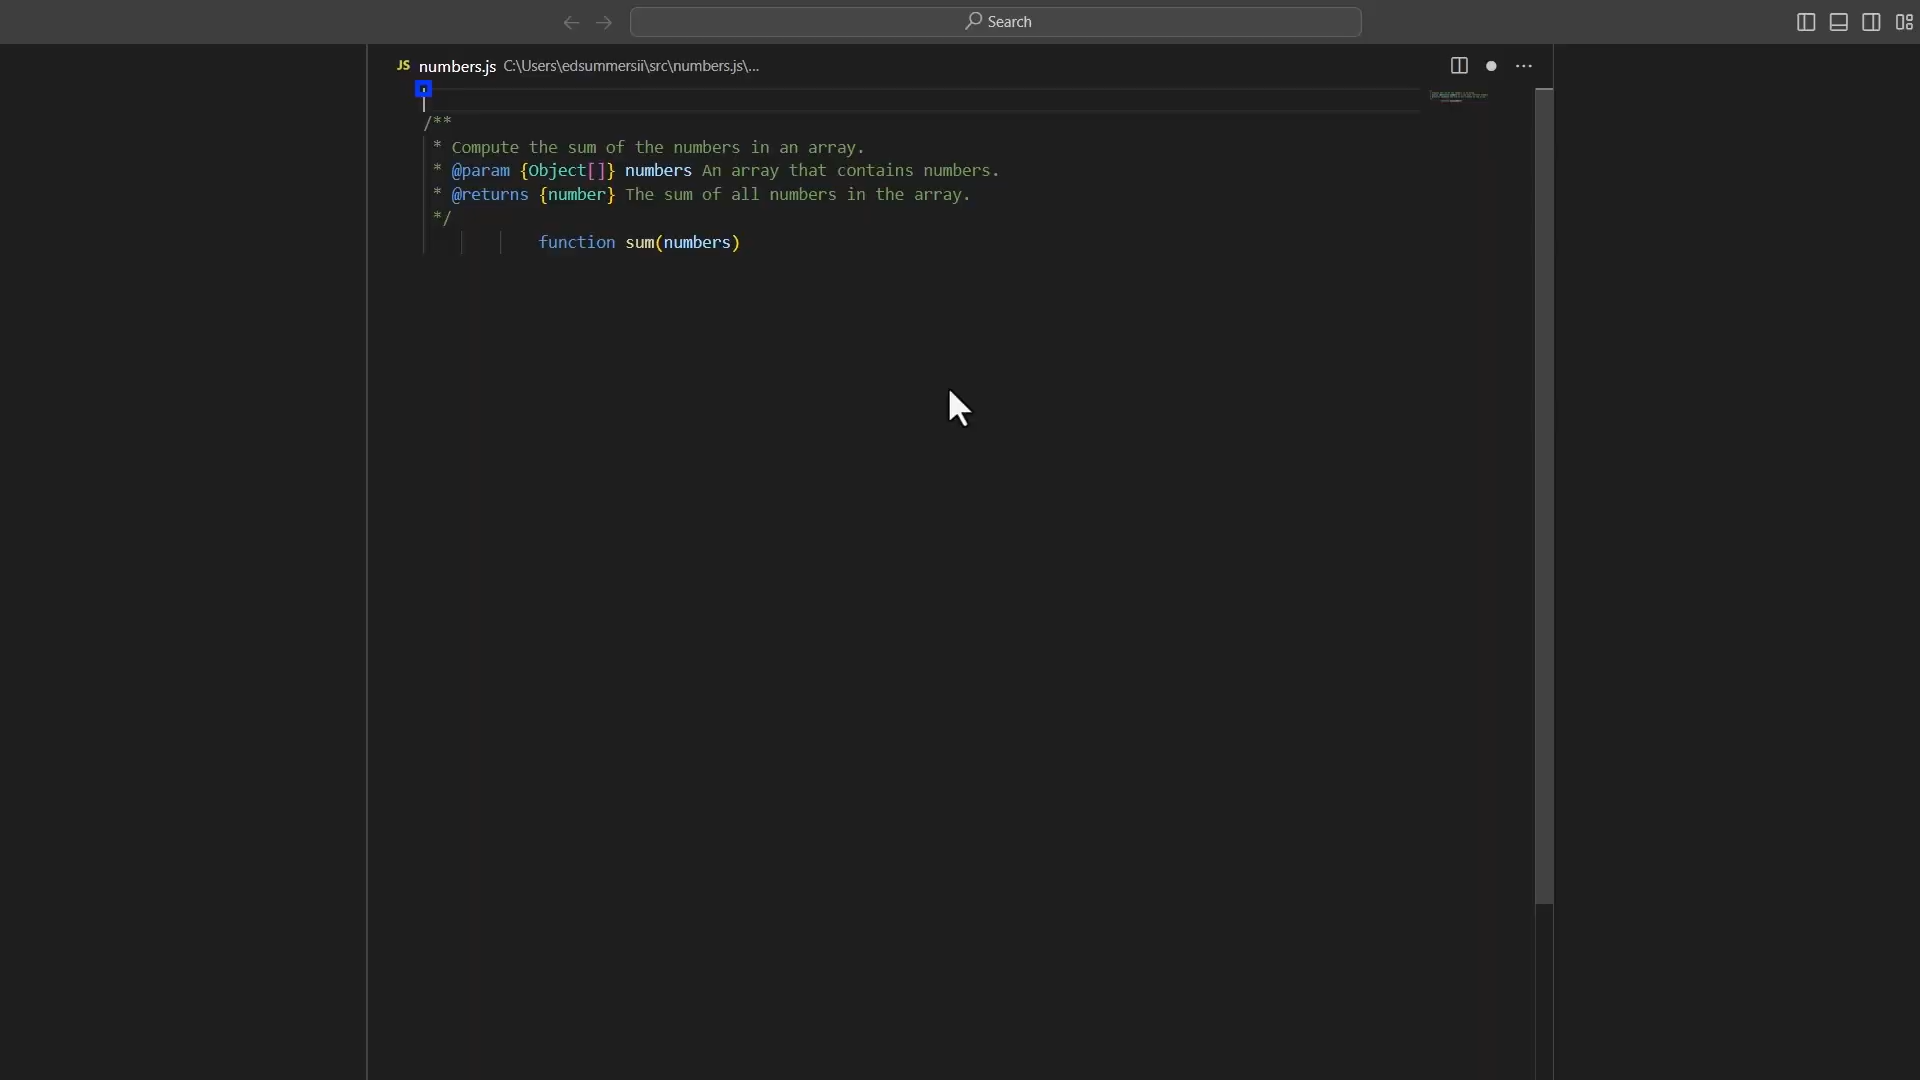 Search
JS numbers.js C:\Users\edsummersii\src\numbers.js\...
/**
* Compute the sum of the numbers in an array.
* @param {Object[]} numbers An array that contains numbers.
* @returns {number} The sum of all numbers in the array.
*/
function sum(numbers)